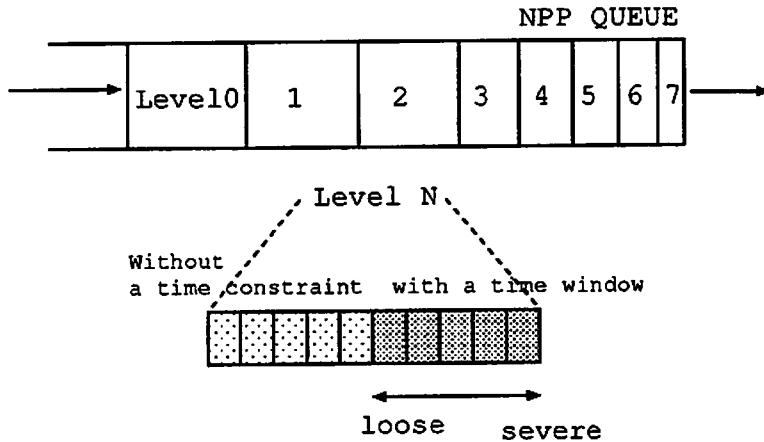 NPP QUEUE
Level0 1 2 3 4 5 6 7
Level N
Without
a time constraint with a time window
loose severe